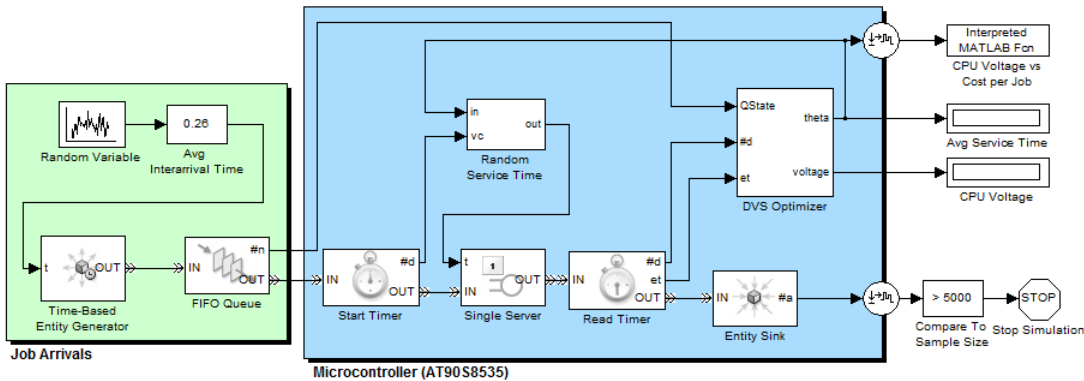 Random Variable
0.26
Avg
Interarrival Time
t
OUT
Time-Based
Entity Generator
IN
#n
OUT
FIFO Queue
Job Arrivals
in
vc
out
Random
Service Time
IN
#d
OUT
Start Timer
t
1
IN
OUT
Single Server
IN
#d
et
OUT
Read Timer
QState
#d
et
theta
voltage
DVS Optimizer
IN
#a
Entity Sink
Microcontroller (AT90S8535)
Interpreted
MATLAB Fcn
CPU Voltage vs
Cost per Job
Avg Service Time
CPU Voltage
> 5000
Compare To
Sample Size
STOP
Stop Simulation